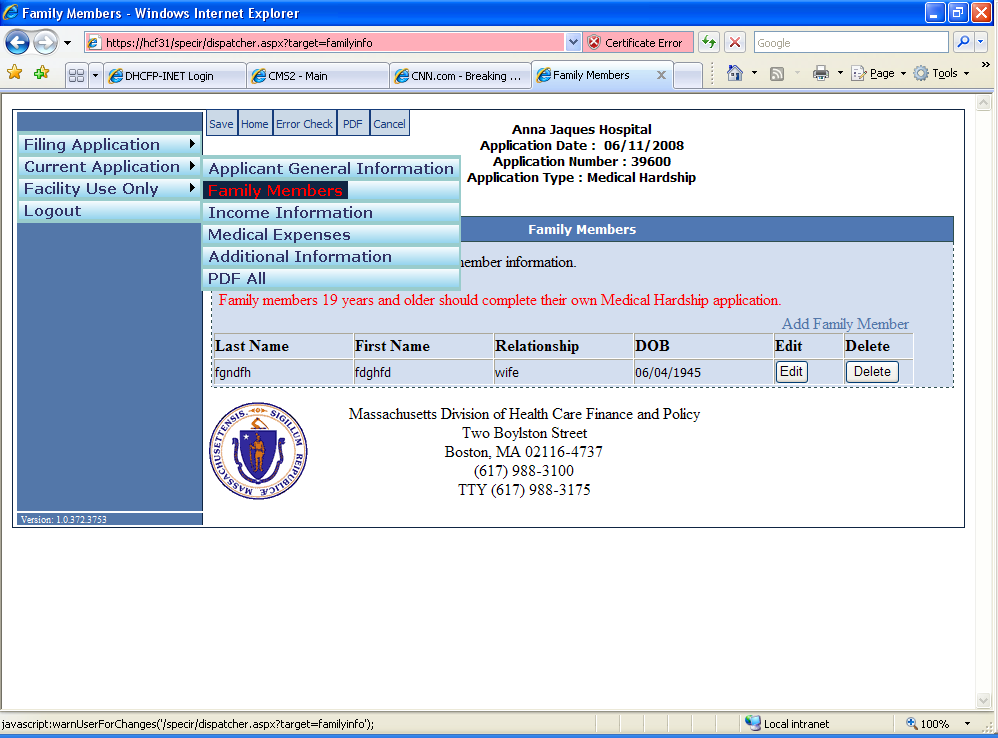 Family Members - Windows Internet Explorer
https://hcf31/specir/dispatcher.aspx?target=familyinfo
Certificate Error
Google
DHCFP-INET Login
CMS2 - Main
CNN.com - Breaking ...
Family Members
Page
Tools
Save Home Error Check PDF Cancel
Anna Jaques Hospital
Application Date : 06/11/2008
Application Number : 39600
Application Type : Medical Hardship
Filing Application
Current Application
Facility Use Only
Logout
Applicant General Information
Family Members
Income Information
Medical Expenses
Additional Information
PDF All
Family Members
member information.
Family members 19 years and older should complete their own Medical Hardship application.
Add Family Member
Last Name First Name Relationship DOB Edit Delete
fgndfh fdghfd wife 06/04/1945 Edit Delete
Massachusetts Division of Health Care Finance and Policy
Two Boylston Street
Boston, MA 02116-4737
(617) 988-3100
TTY (617) 988-3175
Version: 1.0.372.3753
javascript:warnUserForChanges('/specir/dispatcher.aspx?target=familyinfo');
Local intranet
100%